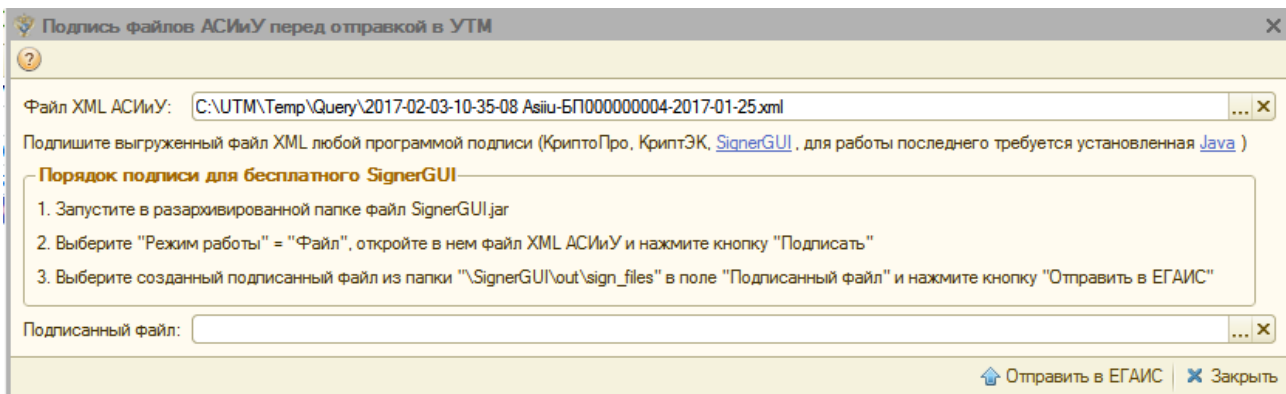 Подпись файлов АСИиУ перед отправкой в УТМ
Файл XML АСИиУ: C:\UTM\Temp\Query\2017-02-03-10-35-08 Asiiu-БП000000004-2017-01-25.xml ...
Подпишите выгруженный файл XML любой программой подписи (КриптоПро, КриптЭК, SignerGUI , для работы последнего требуется установленная Java )
Порядок подписи для бесплатного SignerGUI
1. Запустите в разархивированной папке файл SignerGUI.jar
2. Выберите "Режим работы" = "Файл", откройте в нем файл XML АСИиУ и нажмите кнопку "Подписать"
3. Выберите созданный подписанный файл из папки "\SignerGUI\out\sign_files" в поле "Подписанный файл" и нажмите кнопку "Отправить в ЕГАИС"
Подписанный файл: ...
Отправить в ЕГАИС Закрыть